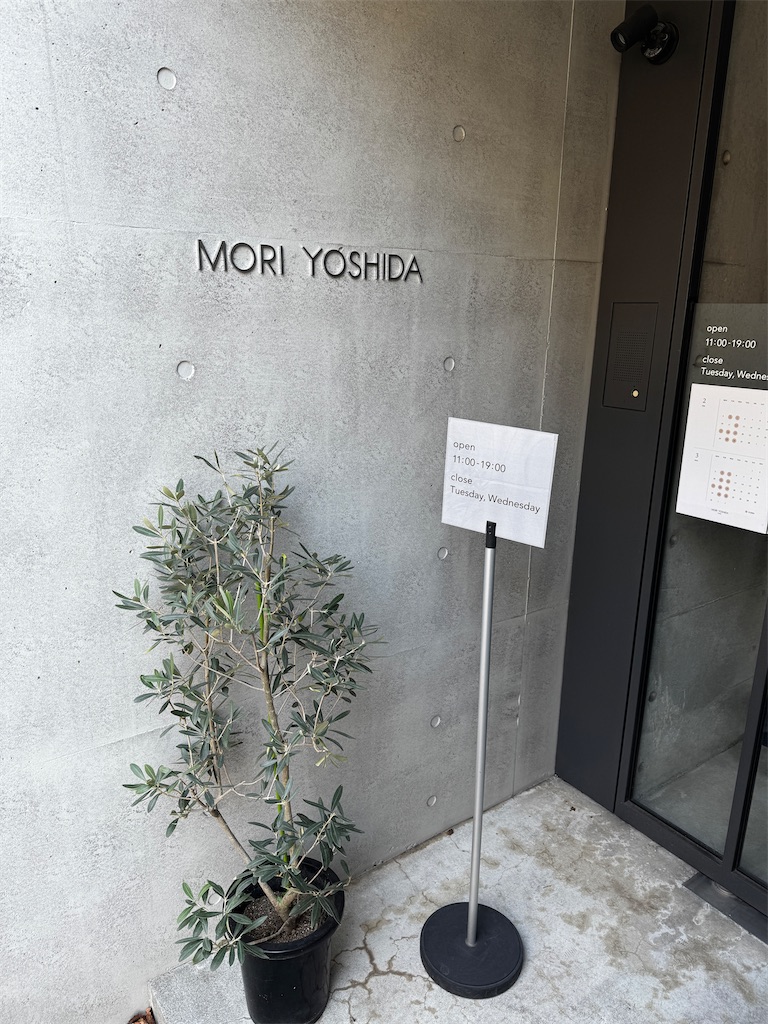 MORI YOSHIDA
open
11:00-19:00
close
Tuesday, Wednesday
open
11:00-19:00
close
Tuesday,
2
3